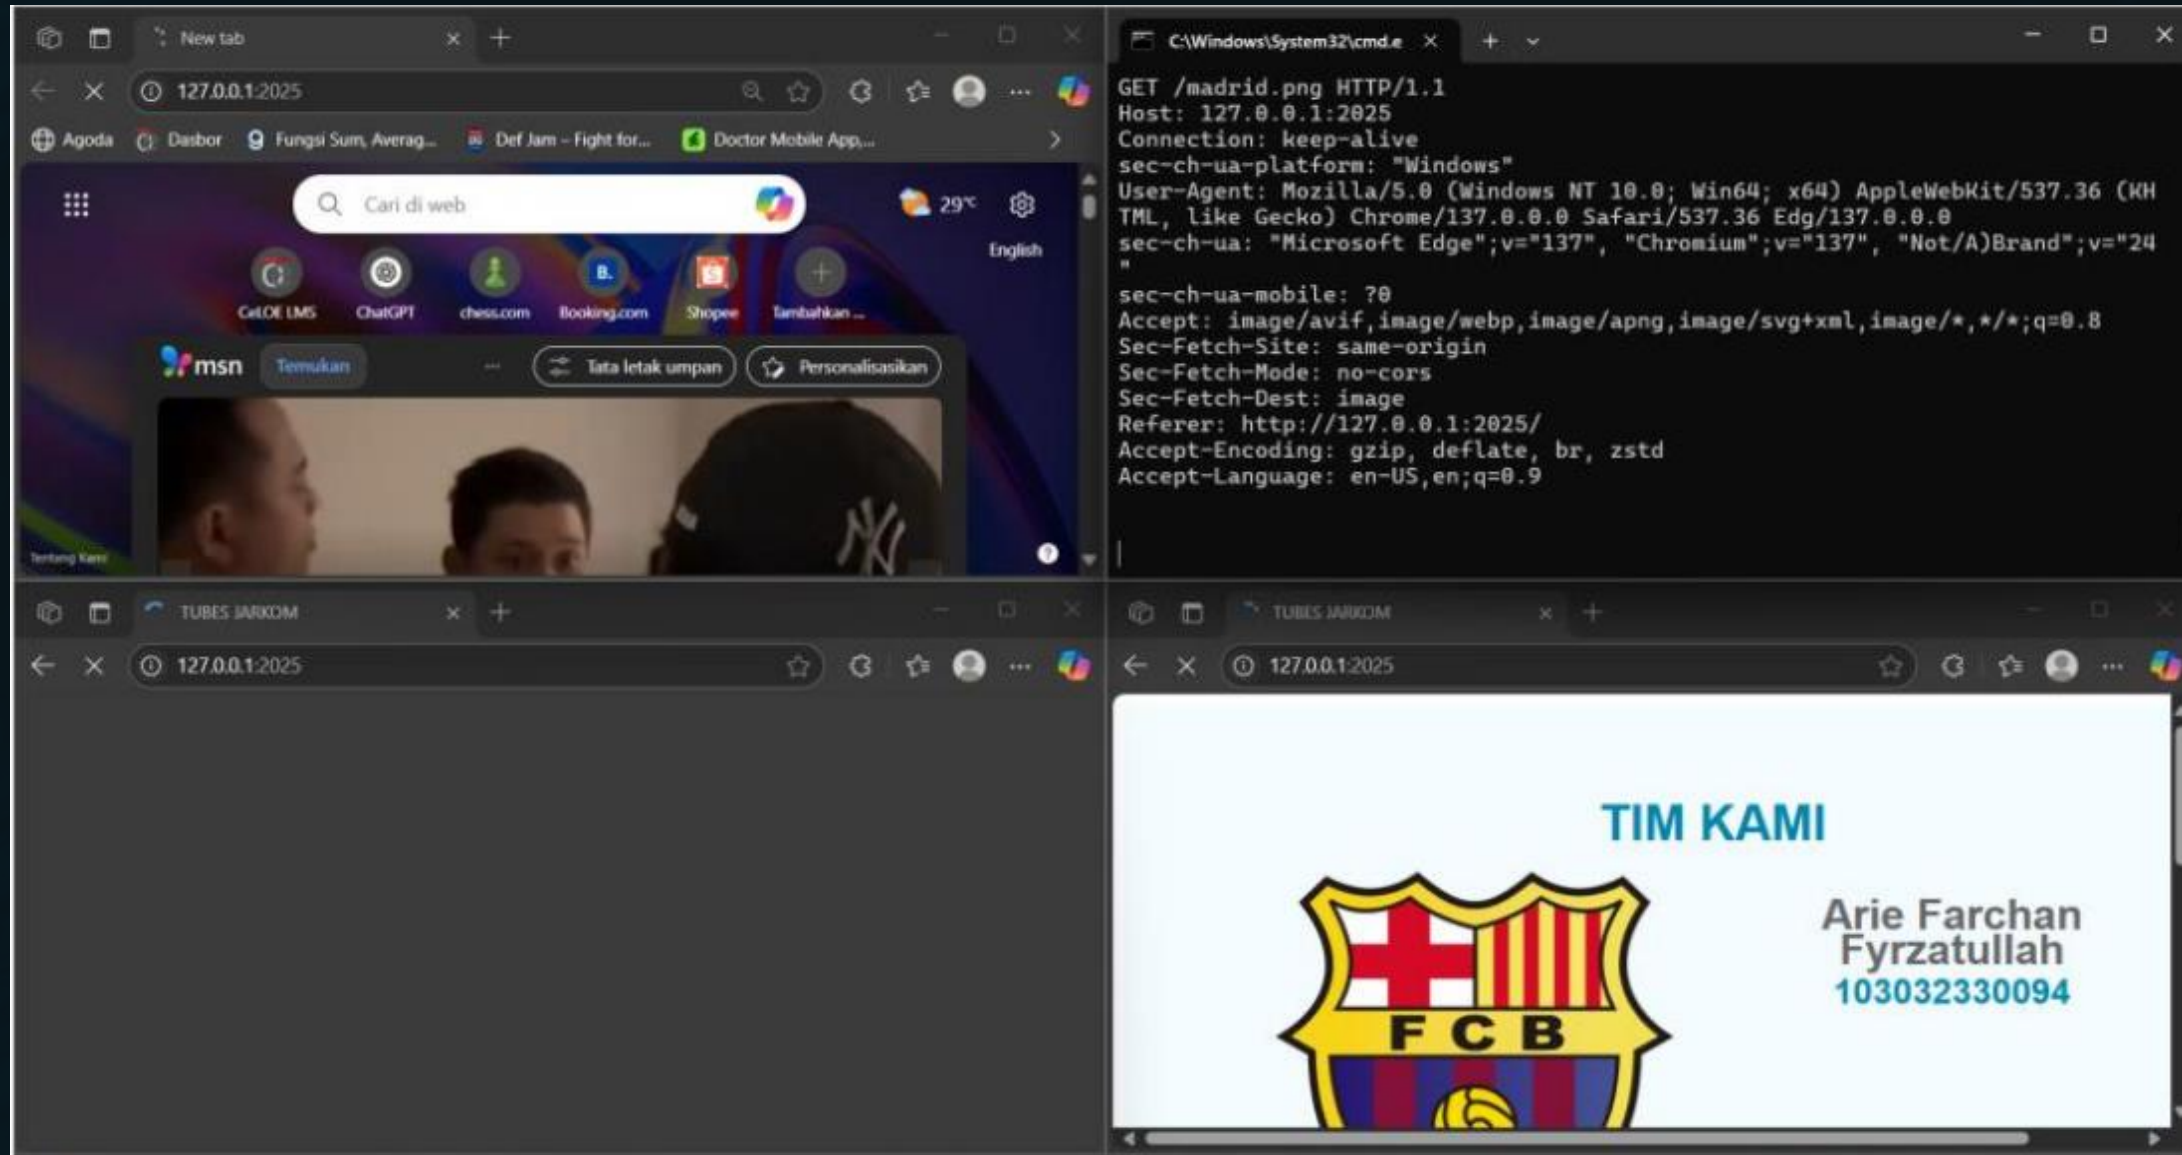 New tab
127.0.0.1:2025
Agoda Dasbor Fungsi Sum, Averag... Def Jam – Fight for... Doctor Mobile App,...
Cari di web
29°C
English
CeLOE LMS ChatGPT chess.com Booking.com Shopee Tambahkan ...
msn Temukan ... Tata letak umpan Personalisasikan
NY
Tentang Kami
C:\Windows\System32\cmd.e
GET /madrid.png HTTP/1.1
Host: 127.0.0.1:2025
Connection: keep-alive
sec-ch-ua-platform: "Windows"
User-Agent: Mozilla/5.0 (Windows NT 10.0; Win64; x64) AppleWebKit/537.36 (KH
TML, like Gecko) Chrome/137.0.0.0 Safari/537.36 Edg/137.0.0.0
sec-ch-ua: "Microsoft Edge";v="137", "Chromium";v="137", "Not/A)Brand";v="24
"
sec-ch-ua-mobile: ?0
Accept: image/avif,image/webp,image/apng,image/svg+xml,image/*,*/*;q=0.8
Sec-Fetch-Site: same-origin
Sec-Fetch-Mode: no-cors
Sec-Fetch-Dest: image
Referer: http://127.0.0.1:2025/
Accept-Encoding: gzip, deflate, br, zstd
Accept-Language: en-US,en;q=0.9
TUBES JARKOM
127.0.0.1:2025
TUBES JARKOM
127.0.0.1:2025
TIM KAMI
Arie Farchan
Fyrzatullah
103032330094
FCB